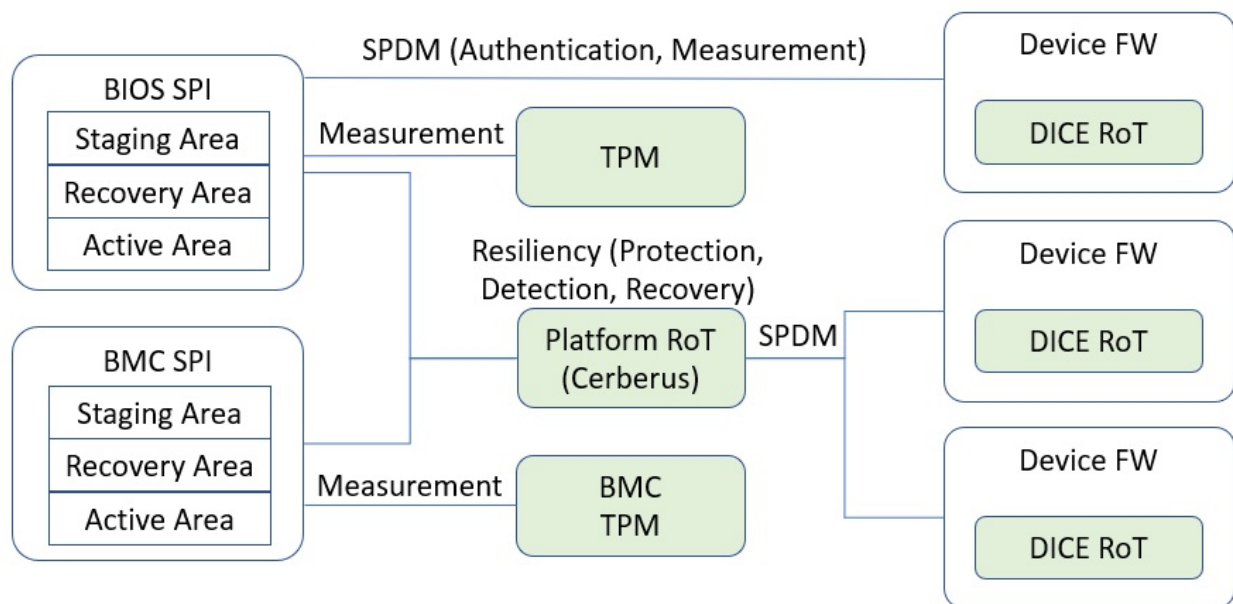 SPDM (Authentication, Measurement)
BIOS SPI
Staging Area
Recovery Area
Active Area
Measurement
TPM
Device FW
DICE RoT
Resiliency (Protection,
Detection, Recovery)
Platform RoT
(Cerberus)
SPDM
Device FW
DICE RoT
BMC SPI
Staging Area
Recovery Area
Active Area
Measurement
BMC
TPM
Device FW
DICE RoT